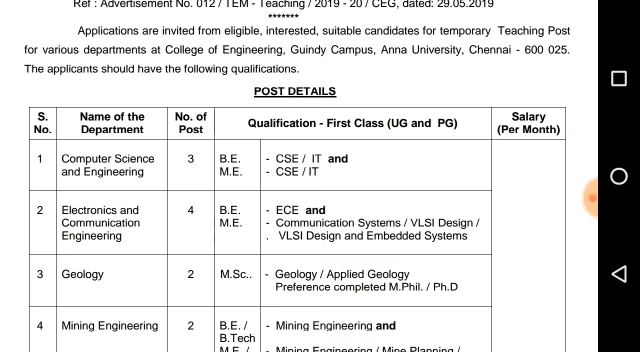 Ref : Advertisement No. 012 / TEM - Teaching / 2019 - 20 / CEG, dated: 29.05.2019
*******
Applications are invited from eligible, interested, suitable candidates for temporary Teaching Post
for various departments at College of Engineering, Guindy Campus, Anna University, Chennai - 600 025.
The applicants should have the following qualifications.
POST DETAILS
S. No. Name of the Department No. of Post Qualification - First Class (UG and PG) Salary (Per Month)
1 Computer Science and Engineering 3 B.E. - CSE / IT and
M.E. - CSE / IT
2 Electronics and Communication Engineering 4 B.E. - ECE and
M.E. - Communication Systems / VLSI Design /
. VLSI Design and Embedded Systems
3 Geology 2 M.Sc.. - Geology / Applied Geology
Preference completed M.Phil. / Ph.D
4 Mining Engineering 2 B.E. / B.Tech - Mining Engineering and
M.E. / - Mining Engineering / Mine Planning /